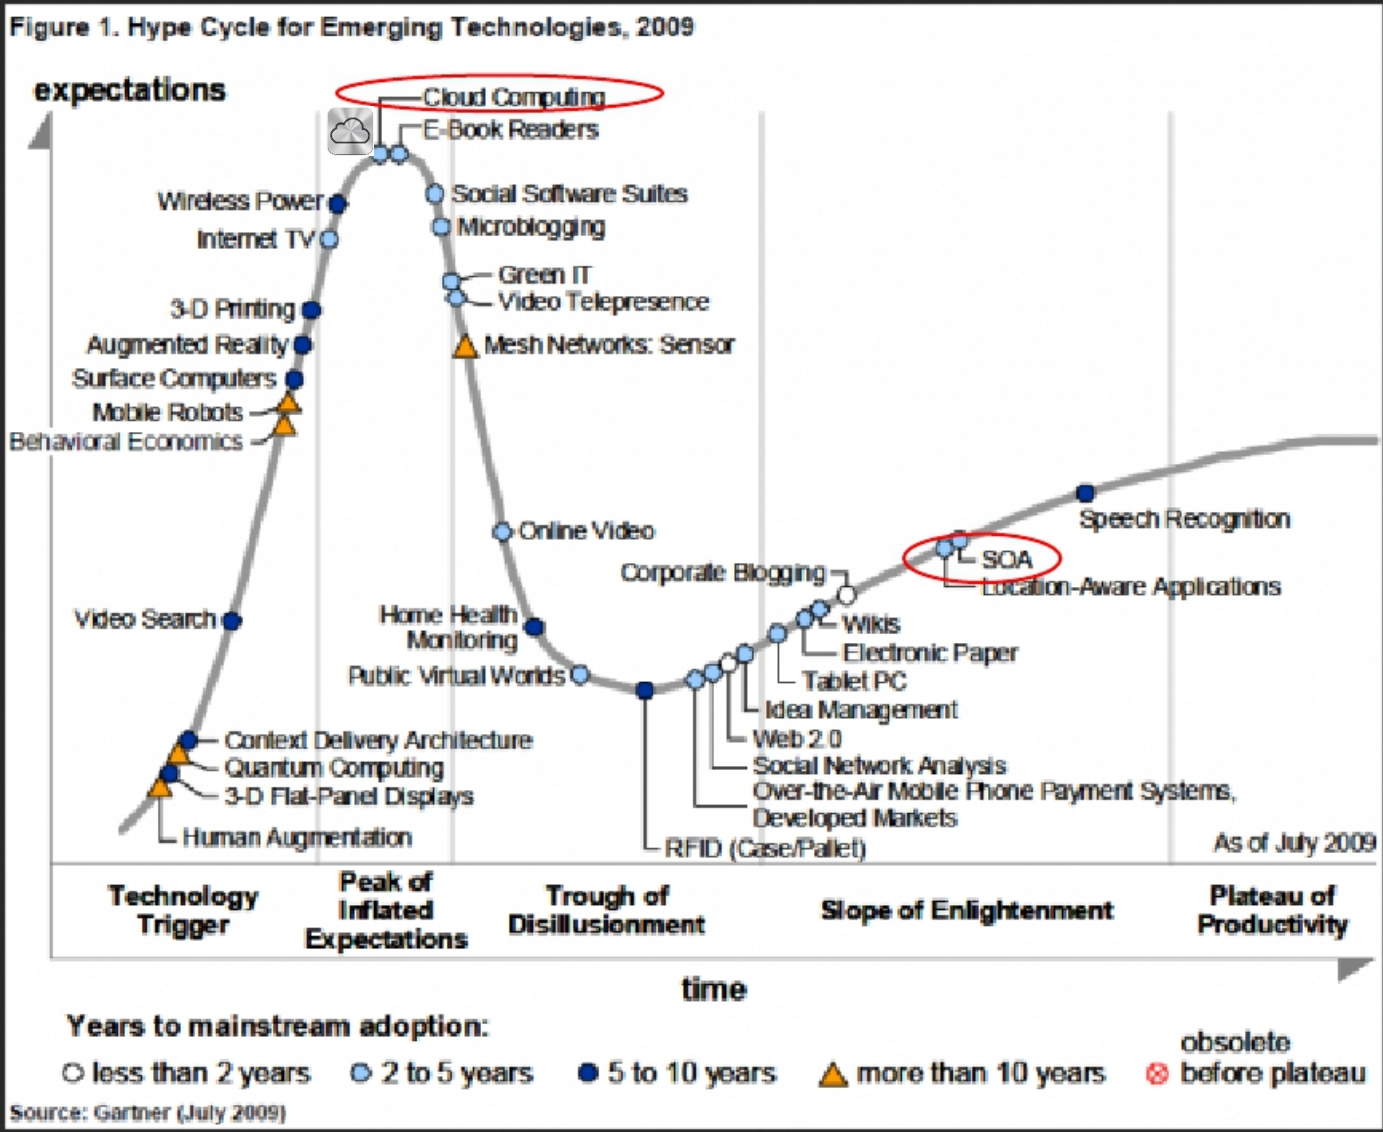 Figure 1. Hype Cycle for Emerging Technologies, 2009
expectations
Cloud Computing
E-Book Readers
Wireless Power
Social Software Suites
Internet TV
Microblogging
Green IT
Video Telepresence
3-D Printing
Augmented Reality
Mesh Networks: Sensor
Surface Computers
Mobile Robots
Behavioral Economics
Speech Recognition
Online Video
SOA
Corporate Blogging
Location-Aware Applications
Home Health
Monitoring
Video Search
Wikis
Electronic Paper
Public Virtual Worlds
Tablet PC
Idea Management
Context Delivery Architecture
Web 2.0
Quantum Computing
Social Network Analysis
3-D Flat-Panel Displays
Over-the-Air Mobile Phone Payment Systems,
Developed Markets
Human Augmentation
RFID (Case/Pallet)
As of July 2009
Technology
Trigger
Peak of
Inflated
Expectations
Trough of
Disillusionment
Slope of Enlightenment
Plateau of
Productivity
time
Years to mainstream adoption:
less than 2 years
2 to 5 years
5 to 10 years
more than 10 years
obsolete
before plateau
Source: Gartner (July 2009)